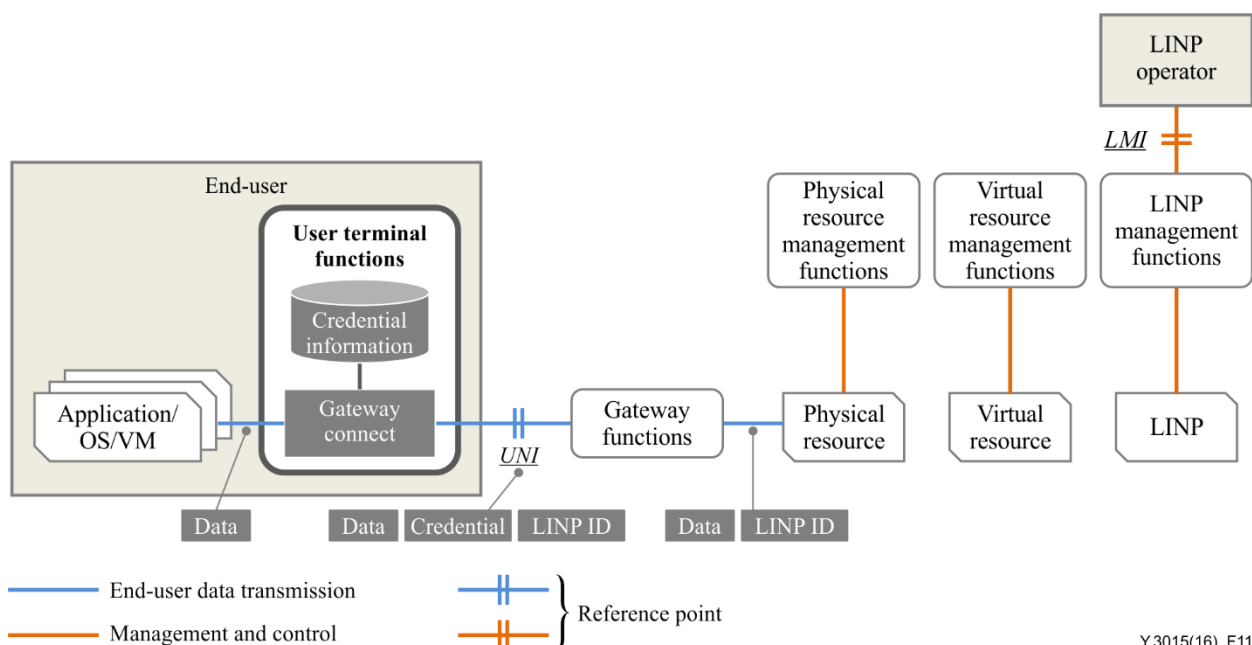 LINP
operator
LMI
End-user
User terminal
functions
Credential
information
Physical
resource
management
functions
Virtual
resource
management
functions
LINP
management
functions
Application/
OS/VM
Gateway
connect
UNI
Gateway
functions
Physical
resource
Virtual
resource
LINP
Data
Data
Credential
LINP ID
Data
LINP ID
End-user data transmission
Management and control
Reference point
Y.3015(16)_F11